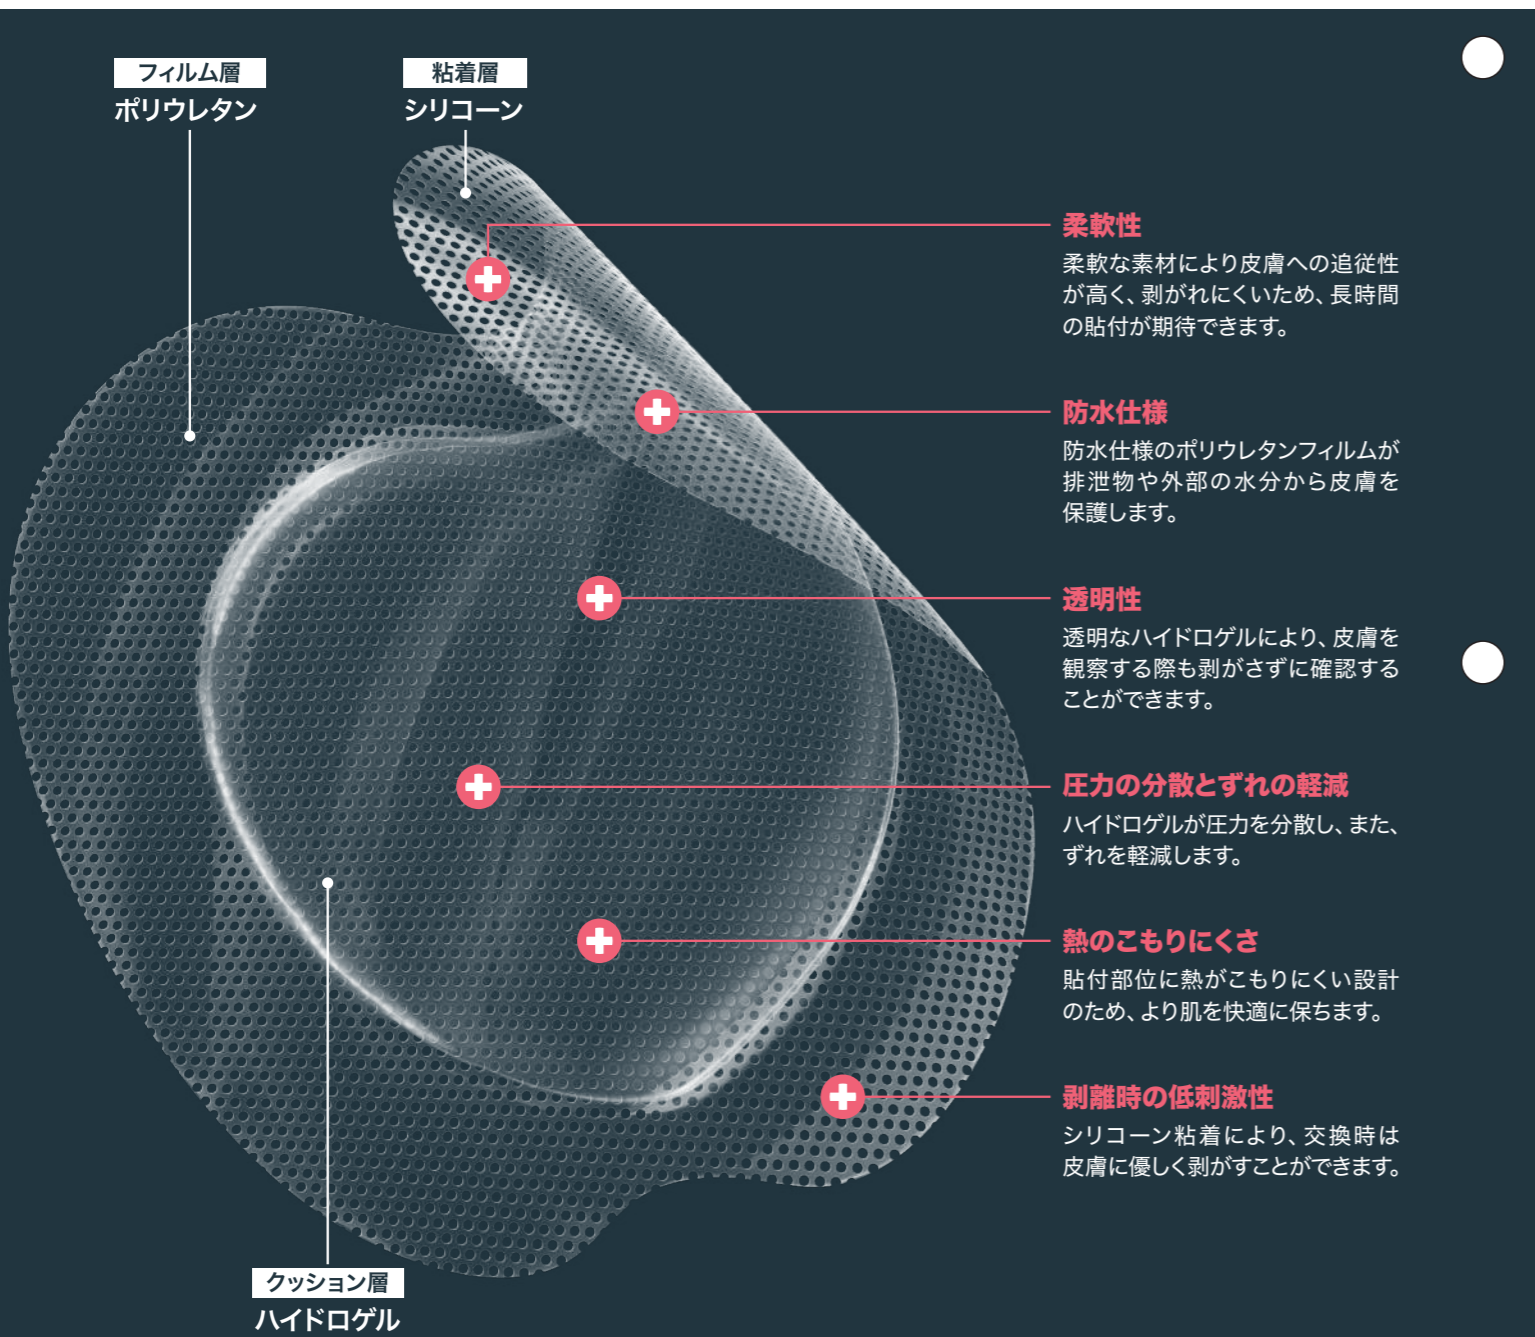 フィルム層
ポリウレタン
粘着層
シリコーン
柔軟性
柔軟な素材により皮膚への追従性
が高く、剥がれにくいため、長時間
の貼付が期待できます。
防水仕様
防水仕様のポリウレタンフィルムが
排泄物や外部の水分から皮膚を
保護します。
透明性
透明なハイドロゲルにより、皮膚を
観察する際も剥がさずに確認する
ことができます。
圧力の分散とずれの軽減
ハイドロゲルが圧力を分散し、また、
ずれを軽減します。
熱のこもりにくさ
貼付部位に熱がこもりにくい設計
のため、より肌を快適に保ちます。
剥離時の低刺激性
シリコーン粘着により、交換時は
皮膚に優しく剥がすことができます。
クッション層
ハイドロゲル